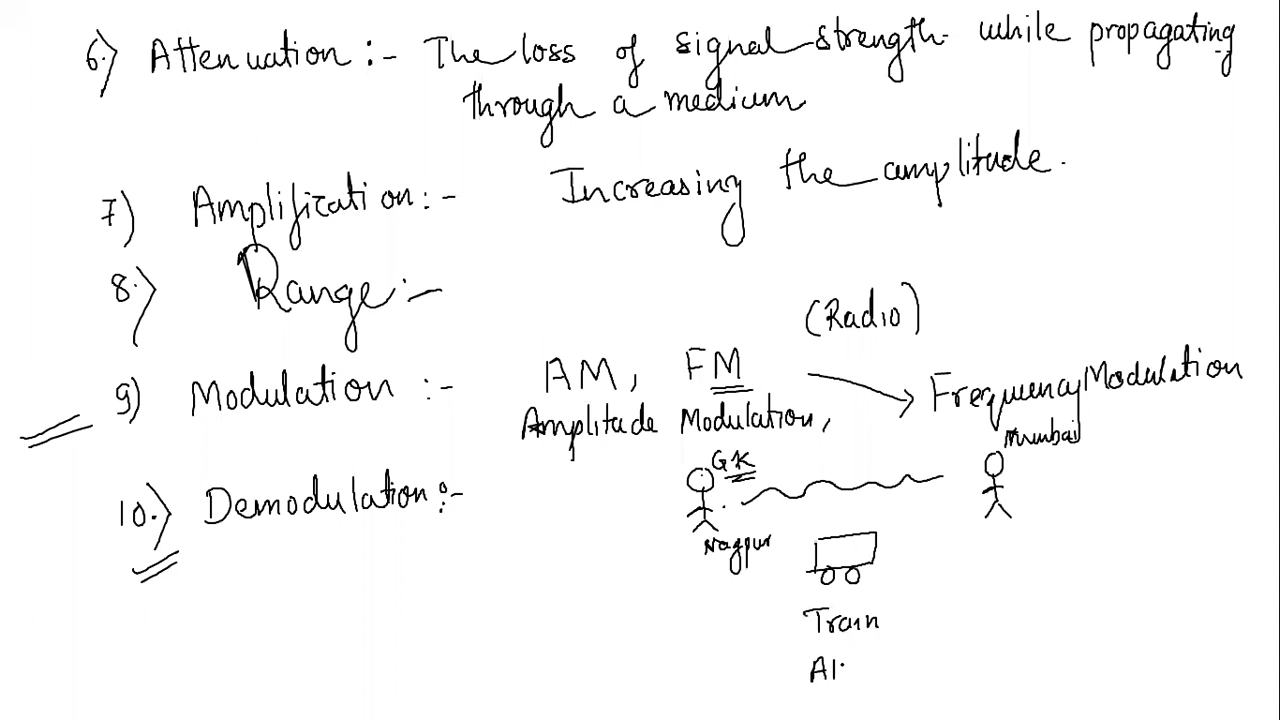 6.) Attenuation :- The loss of signal strength while propagating
through a medium
7) Amplification :- Increasing the amplitude.
8.) Range :-
(Radio)
9) Modulation :- AM, FM → Frequency Modulation
Amplitude Modulation,
GK Mumbai
10.) Demodulation :-
Nagpur
Train